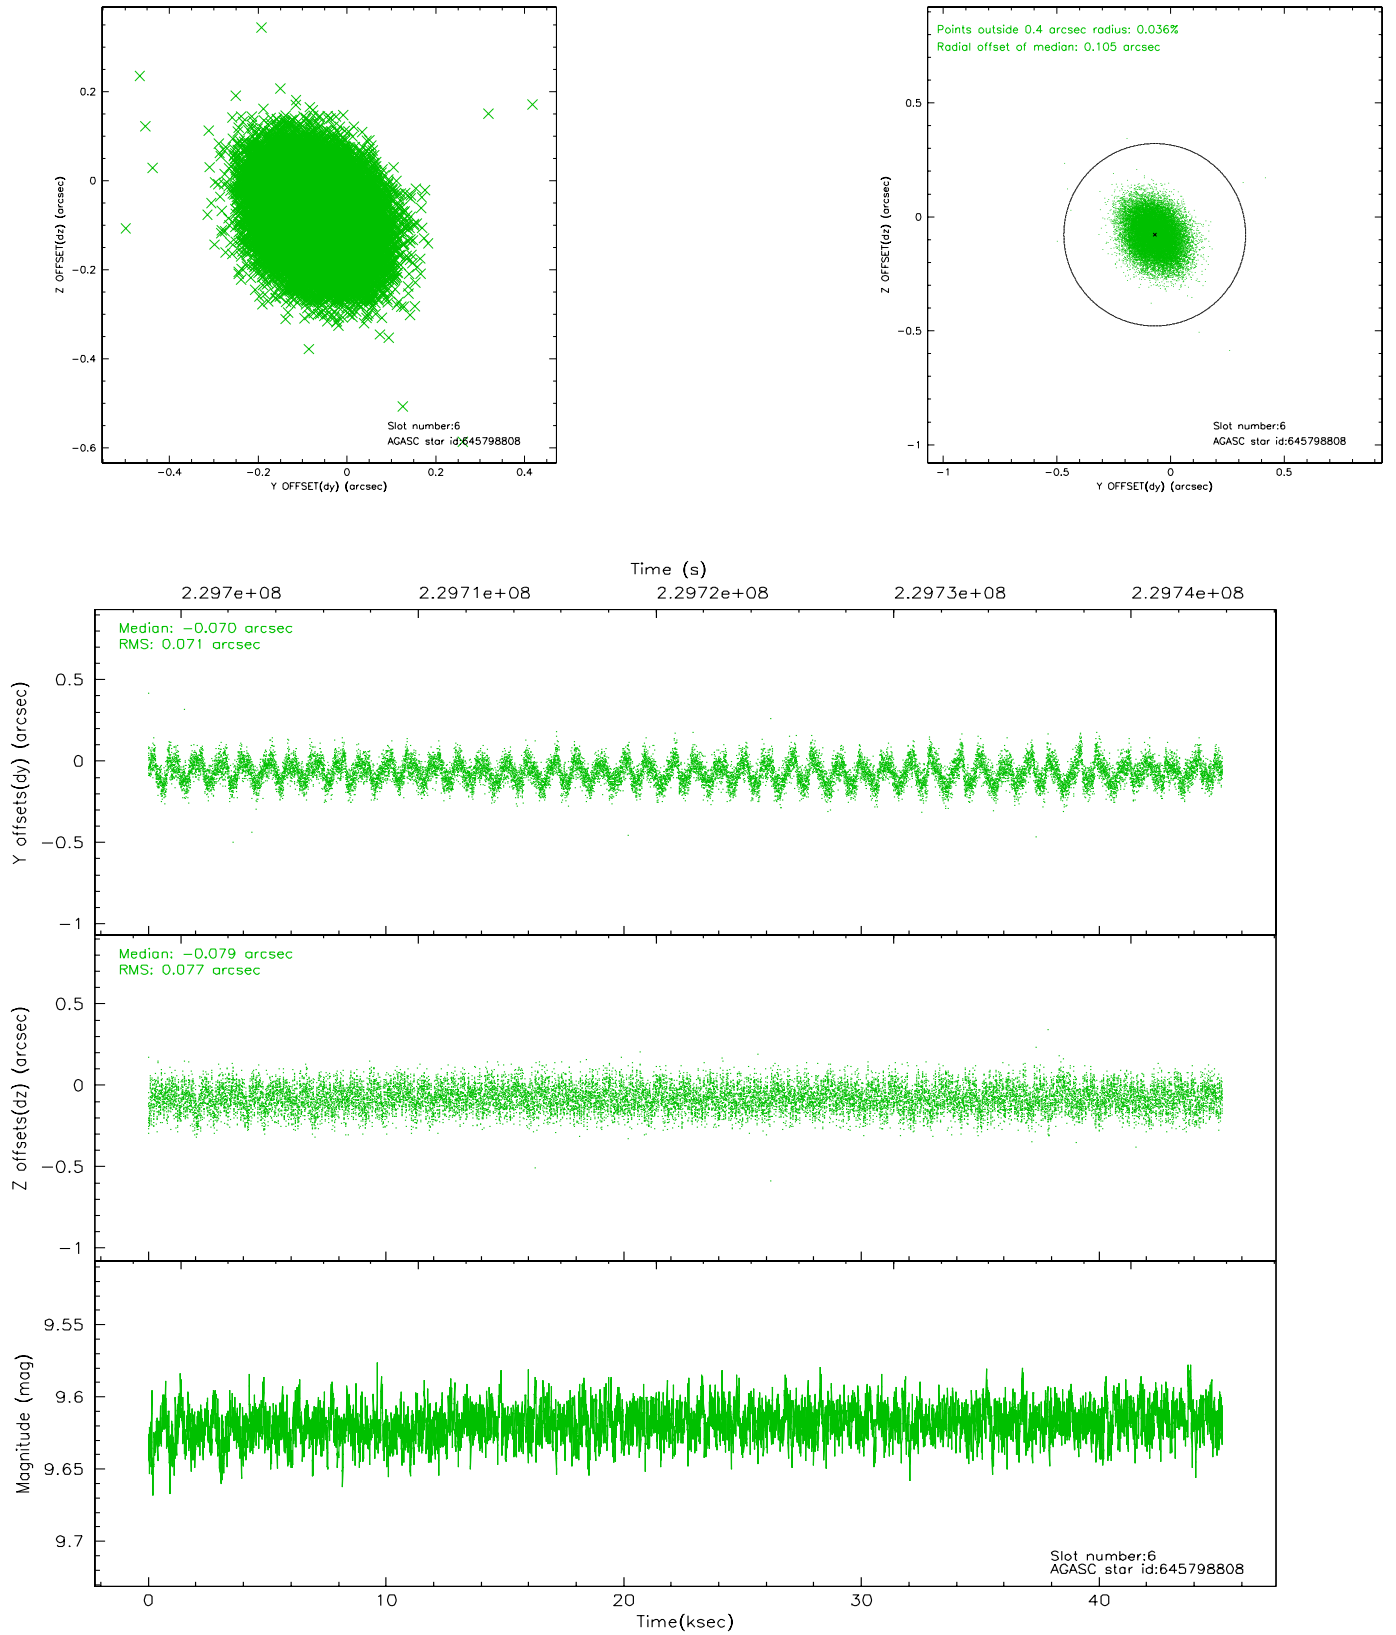 0.2
0
−0.2
−0.4
−0.6
Z OFFSET(dz) (arcsec)
Slot number:6
AGASC star id:645798808
−0.4
−0.2
0
0.2
0.4
Y OFFSET(dy) (arcsec)
Points outside 0.4 arcsec radius: 0.036%
Radial offset of median: 0.105 arcsec
0.5
0
−0.5
−1
Z OFFSET(dz) (arcsec)
Slot number:6
AGASC star id:645798808
−1
−0.5
0
0.5
Y OFFSET(dy) (arcsec)
Time (s)
2.297e+08
2.2971e+08
2.2972e+08
2.2973e+08
2.2974e+08
Median: −0.070 arcsec
RMS: 0.071 arcsec
0.5
0
−0.5
−1
Y offsets(dy) (arcsec)
Median: −0.079 arcsec
RMS: 0.077 arcsec
0.5
0
−0.5
−1
Z offsets(dz) (arcsec)
9.55
9.6
9.65
9.7
Magnitude (mag)
Slot number:6
AGASC star id:645798808
0
10
20
30
40
Time(ksec)